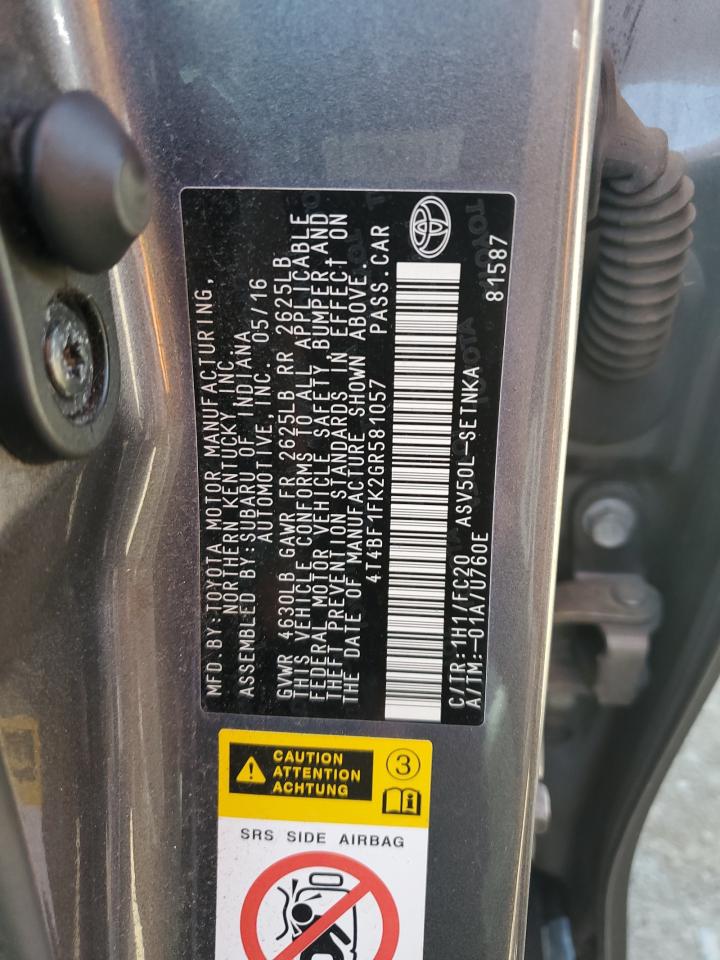 MFD. BY:TOYOTA MOTOR MANUFACTURING,
NORTHERN KENTUCKY, INC.
ASSEMBLED BY:SUBARU OF INDIANA
AUTOMOTIVE, INC. 05/16
GVWR 4630LB GAWR FR 2625LB RR 2625LB
THIS VEHICLE CONFORMS TO ALL APPLICABLE
FEDERAL MOTOR VEHICLE SAFETY, BUMPER AND
THEFT PREVENTION STANDARDS IN EFFECT ON
THE DATE OF MANUFACTURE SHOWN ABOVE.
4T4BF1FK2GR581057 PASS.CAR
C/TR:1H1/FC20 ASV50L-SETNKA
A/TM:-01A/U760E 81587
CAUTION
ATTENTION
ACHTUNG
3
SRS SIDE AIRBAG